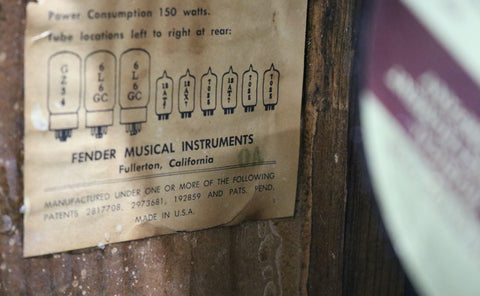 Power Consumption 150 watts.
Tube locations left to right at rear:
GZ34 6L6GC 6L6GC 12AX7 12AX7 7025 12AT7 7025 7025
FENDER MUSICAL INSTRUMENTS
Fullerton, California
OA
MANUFACTURED UNDER ONE OR MORE OF THE FOLLOWING
PATENTS 2817708, 2973681, 192859 AND PATS. PEND.
MADE IN U.S.A.